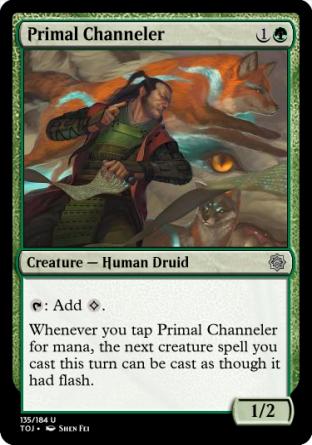 Primal Channeler 1
Creature — Human Druid
: Add .
Whenever you tap Primal Channeler
for mana, the next creature spell you
cast this turn can be cast as though it
had flash.
1/2
135/184 U
TOJ • Shen Fei